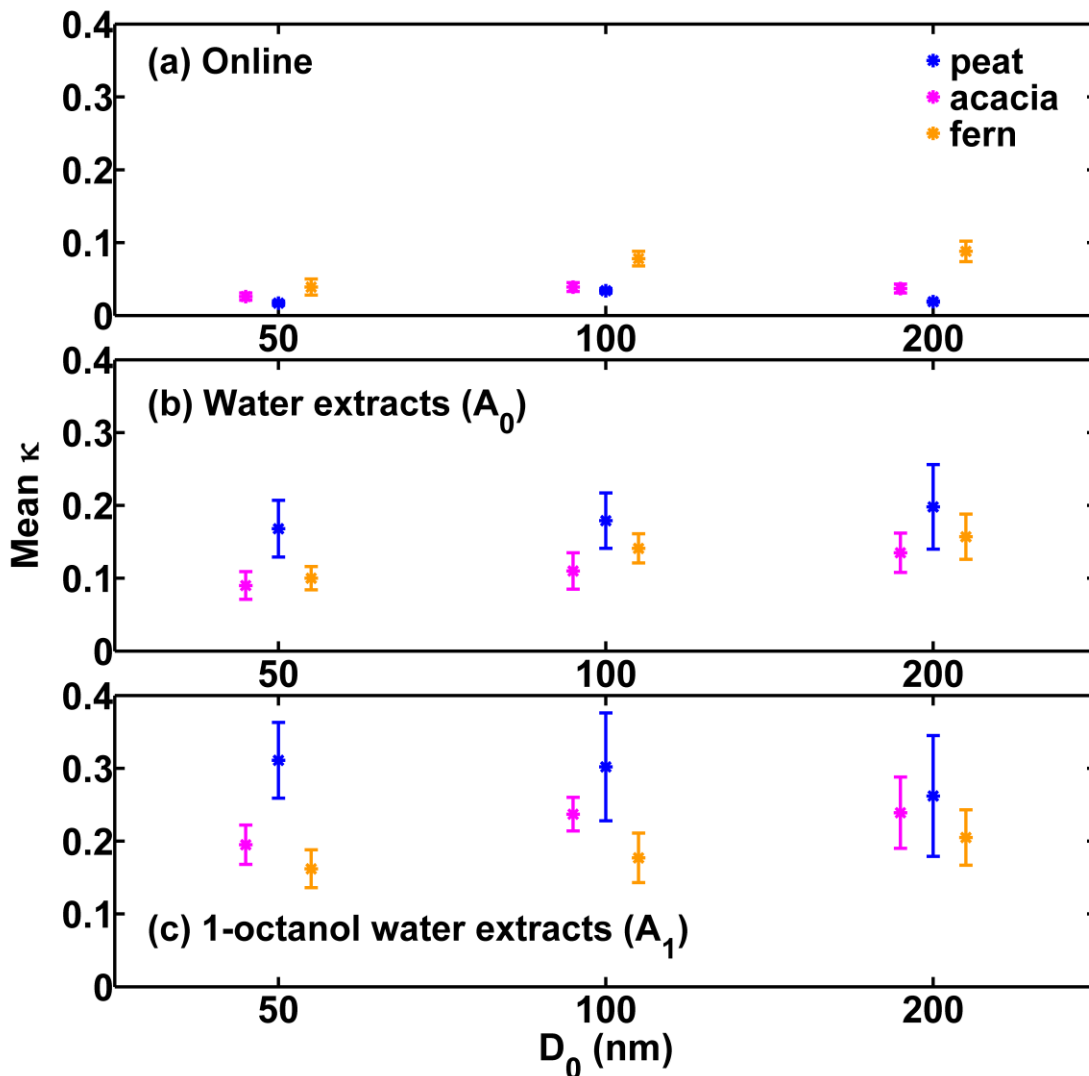 0.4
(a) Online
peat
acacia
fern
0.3
0.2
0.1
0
50 100 200
0.4
(b) Water extracts (A0)
0.3
0.2
0.1
0
50 100 200
Mean κ
0.4
0.3
0.2
0.1
(c) 1-octanol water extracts (A1)
0
50 100 200
D0 (nm)